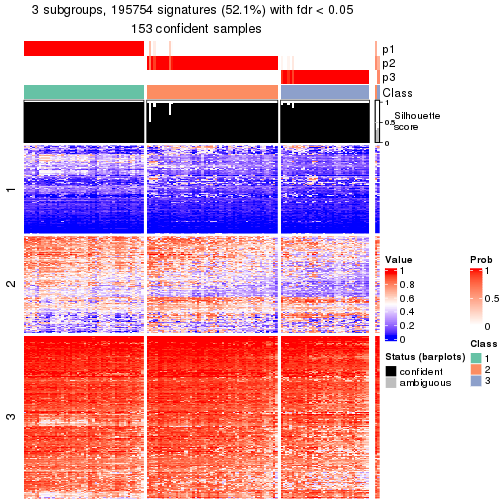 3 subgroups, 195754 signatures (52.1%) with fdr < 0.05
153 confident samples
p1
p2
p3
Class
1
0.5
0
Silhouette
score
1
2
3
Value
1
0.8
0.6
0.4
0.2
0
Status (barplots)
confident
ambiguous
Prob
1
0.5
0
Class
1
2
3